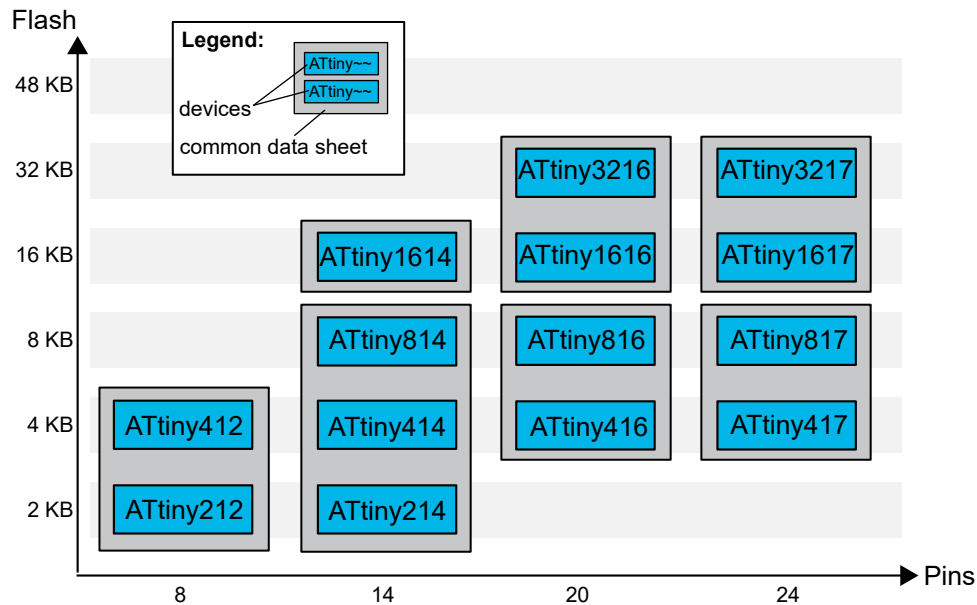 Flash
Legend:
ATtiny~~
ATtiny~~
devices
common data sheet
48 KB
32 KB
ATtiny3216
ATtiny3217
16 KB
ATtiny1614
ATtiny1616
ATtiny1617
8 KB
ATtiny814
ATtiny816
ATtiny817
4 KB
ATtiny412
ATtiny414
ATtiny416
ATtiny417
2 KB
ATtiny212
ATtiny214
8
14
20
24
Pins